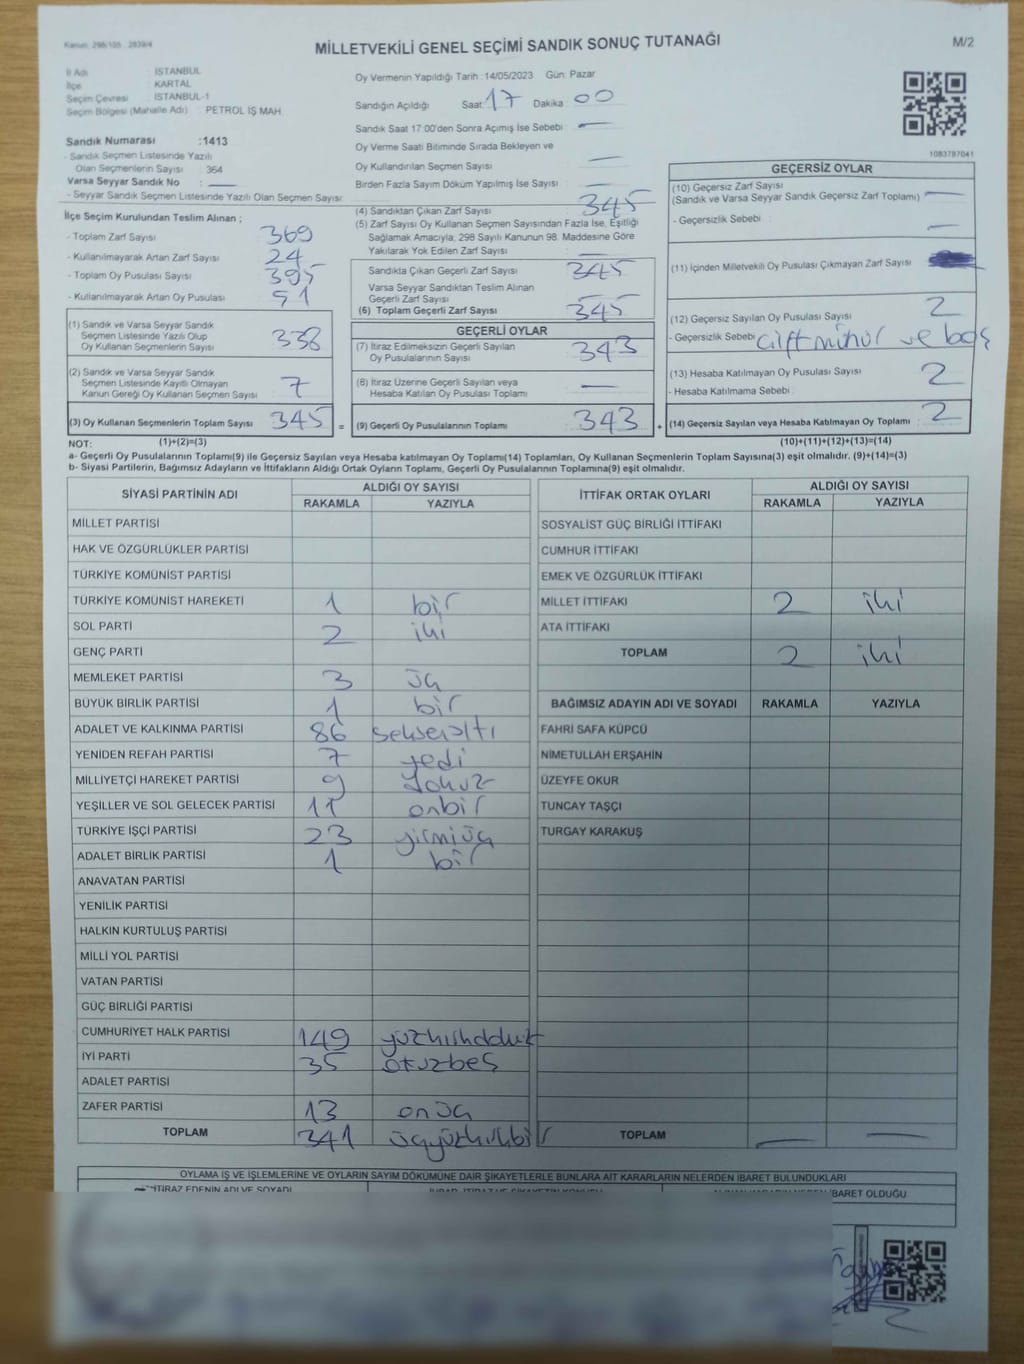 Kanun: 298/105 , 2839/4
MİLLETVEKİLİ GENEL SEÇİMİ SANDIK SONUÇ TUTANAĞI
M/2
İl Adı : İSTANBUL
İlçe : KARTAL
Seçim Çevresi : İSTANBUL-1
Seçim Bölgesi (Mahalle Adı) : PETROL İŞ MAH
Sandık Numarası :1413
- Sandık Seçmen Listesinde Yazılı
Olan Seçmenlerin Sayısı : 364
Varsa Seyyar Sandık No :
- Seyyar Sandık Seçmen Listesinde Yazılı Olan Seçmen Sayısı:
Oy Vermenin Yapıldığı Tarih :14/05/2023 Gün: Pazar
Sandığın Açıldığı Saat: 17 Dakika : 00
Sandık Saat 17:00'den Sonra Açımış İse Sebebi :
Oy Verme Saati Bitiminde Sırada Bekleyen ve
Oy Kullandırılan Seçmen Sayısı :
Birden Fazla Sayım Döküm Yapılmış İse Sayısı :
1083797041
İlçe Seçim Kurulundan Teslim Alınan ;
- Toplam Zarf Sayısı : 369
- Kullanılmayarak Artan Zarf Sayısı : 24
- Toplam Oy Pusulası Sayısı : 395
- Kullanılmayarak Artan Oy Pusulası : 51
(1) Sandık ve Varsa Seyyar Sandık
Seçmen Listesinde Yazılı Olup
Oy Kullanan Seçmenlerin Sayısı : 338
(2) Sandık ve Varsa Seyyar Sandık
Seçmen Listesinde Kayıtlı Olmayan
Kanun Gereği Oy Kullanan Seçmen Sayısı : 7
(3) Oy Kullanan Seçmenlerin Toplam Sayısı : 345 =
(4) Sandıktan Çıkan Zarf Sayısı : 345
(5) Zarf Sayısı Oy Kullanan Seçmen Sayısından Fazla İse, Eşitliği
Sağlamak Amacıyla, 298 Sayılı Kanunun 98. Maddesine Göre
Yakılarak Yok Edilen Zarf Sayısı :
Sandıkta Çıkan Geçerli Zarf Sayısı : 345
Varsa Seyyar Sandıktan Teslim Alınan
Geçerli Zarf Sayısı :
(6) Toplam Geçerli Zarf Sayısı : 345
GEÇERLİ OYLAR
(7) İtiraz Edilmeksizin Geçerli Sayılan
Oy Pusulalarının Sayısı : 343
(8) İtiraz Üzerine Geçerli Sayılan veya
Hesaba Katılan Oy Pusulası Toplamı :
(9) Geçerli Oy Pusulalarının Toplamı : 343 +
GEÇERSİZ OYLAR
(10) Geçersiz Zarf Sayısı :
(Sandık ve Varsa Seyyar Sandık Geçersiz Zarf Toplamı)
- Geçersizlik Sebebi :
(11) İçinden Milletvekili Oy Pusulası Çıkmayan Zarf Sayısı :
(12) Geçersiz Sayılan Oy Pusulası Sayısı : 2
- Geçersizlik Sebebi : çift mühür ve boş
(13) Hesaba Katılmayan Oy Pusulası Sayısı : 2
- Hesaba Katılmama Sebebi :
(14) Geçersiz Sayılan veya Hesaba Katılmayan Oy Toplamı : 2
NOT: (1)+(2)=(3) (10)+(11)+(12)+(13)=(14)
a- Geçerli Oy Pusulalarının Toplamı(9) ile Geçersiz Sayılan veya Hesaba katılmayan Oy Toplamı(14) Toplamları, Oy Kullanan Seçmenlerin Toplam Sayısına(3) eşit olmalıdır. (9)+(14)=(3)
b- Siyasi Partilerin, Bağımsız Adayların ve İttifakların Aldığı Ortak Oyların Toplamı, Geçerli Oy Pusulalarının Toplamına(9) eşit olmalıdır.
SİYASİ PARTİNİN ADI ALDIĞI OY SAYISI
RAKAMLA YAZIYLA
MİLLET PARTİSİ
HAK VE ÖZGÜRLÜKLER PARTİSİ
TÜRKİYE KOMÜNİST PARTİSİ
TÜRKİYE KOMÜNİST HAREKETİ 1 bir
SOL PARTİ 2 iki
GENÇ PARTİ
MEMLEKET PARTİSİ 3 üç
BÜYÜK BİRLİK PARTİSİ 1 bir
ADALET VE KALKINMA PARTİSİ 86 seksenaltı
YENİDEN REFAH PARTİSİ 7 yedi
MİLLİYETÇİ HAREKET PARTİSİ 9 dokuz
YEŞİLLER VE SOL GELECEK PARTİSİ 11 onbir
TÜRKİYE İŞÇİ PARTİSİ 23 yirmiüç
ADALET BİRLİK PARTİSİ 1 bir
ANAVATAN PARTİSİ
YENİLİK PARTİSİ
HALKIN KURTULUŞ PARTİSİ
MİLLİ YOL PARTİSİ
VATAN PARTİSİ
GÜÇ BİRLİĞİ PARTİSİ
CUMHURİYET HALK PARTİSİ 149 yüzkırkdokuz
İYİ PARTİ 35 otuzbeş
ADALET PARTİSİ
ZAFER PARTİSİ 13 onüç
TOPLAM 341 üçyüzkırkbir
İTTİFAK ORTAK OYLARI ALDIĞI OY SAYISI
RAKAMLA YAZIYLA
SOSYALİST GÜÇ BİRLİĞİ İTTİFAKI
CUMHUR İTTİFAKI
EMEK VE ÖZGÜRLÜK İTTİFAKI
MİLLET İTTİFAKI 2 iki
ATA İTTİFAKI
TOPLAM 2 iki
BAĞIMSIZ ADAYIN ADI VE SOYADI RAKAMLA YAZIYLA
FAHRİ SAFA KÜPCÜ
NİMETULLAH ERŞAHİN
ÜZEYFE OKUR
TUNCAY TAŞÇI
TURGAY KARAKUŞ
TOPLAM
OYLAMA İŞ VE İŞLEMLERİNE VE OYLARIN SAYIM DÖKÜMÜNE DAİR ŞİKAYETLERLE BUNLARA AİT KARARLARIN NELERDEN İBARET BULUNDUKLARI
İTİRAZ EDENİN ADI VE SOYADI
İBARET OLDUĞU